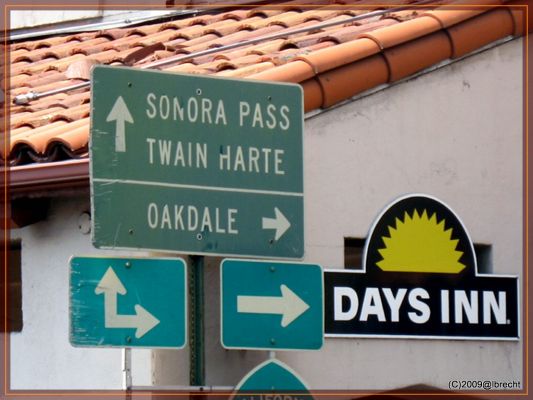 SONORA PASS
TWAIN HARTE
OAKDALE
DAYS INN
(C)2009@lbrecht